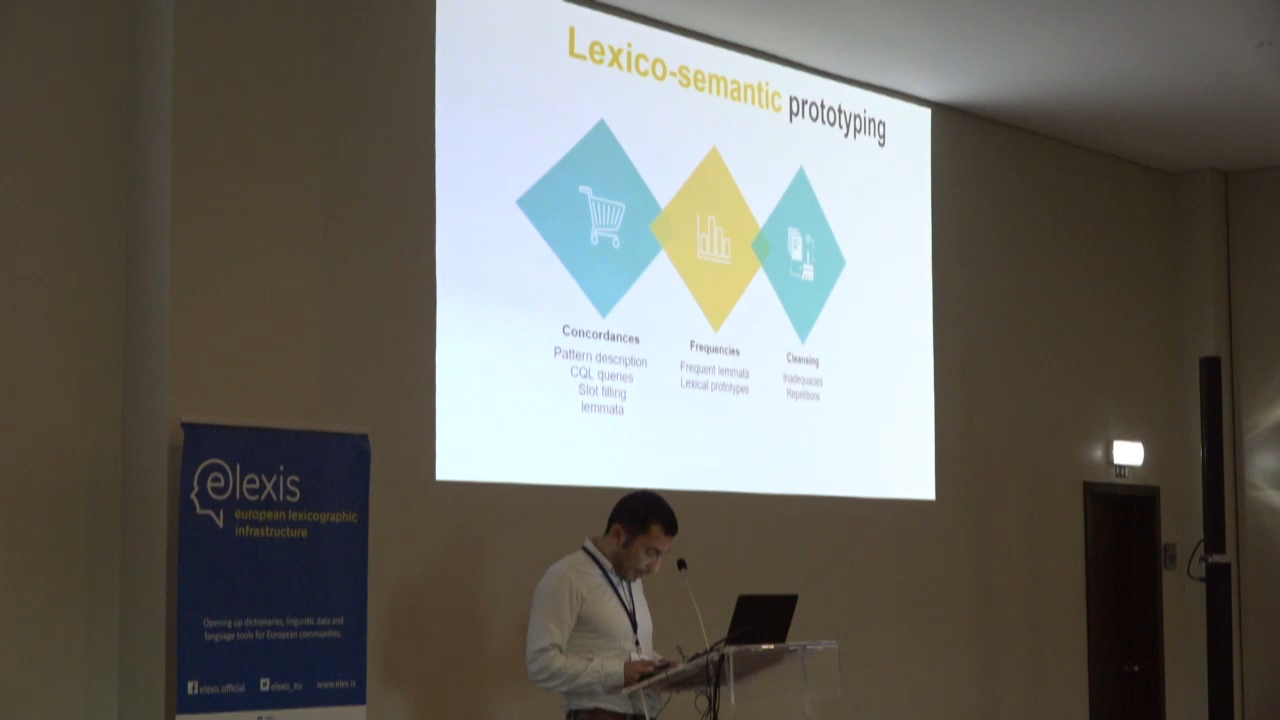 Lexico-semantic prototyping
Concordances
Pattern description
CQL queries
Slot filling
lemmata
Frequencies
Frequent lemmata
Lexical prototypes
Cleansing
Inadequacies
Repetitions
elexis
european lexicographic
infrastructure
Opening up dictionaries, linguistic data and
language tools for European communities.
elexis.official
elexis_eu
www.elex.is